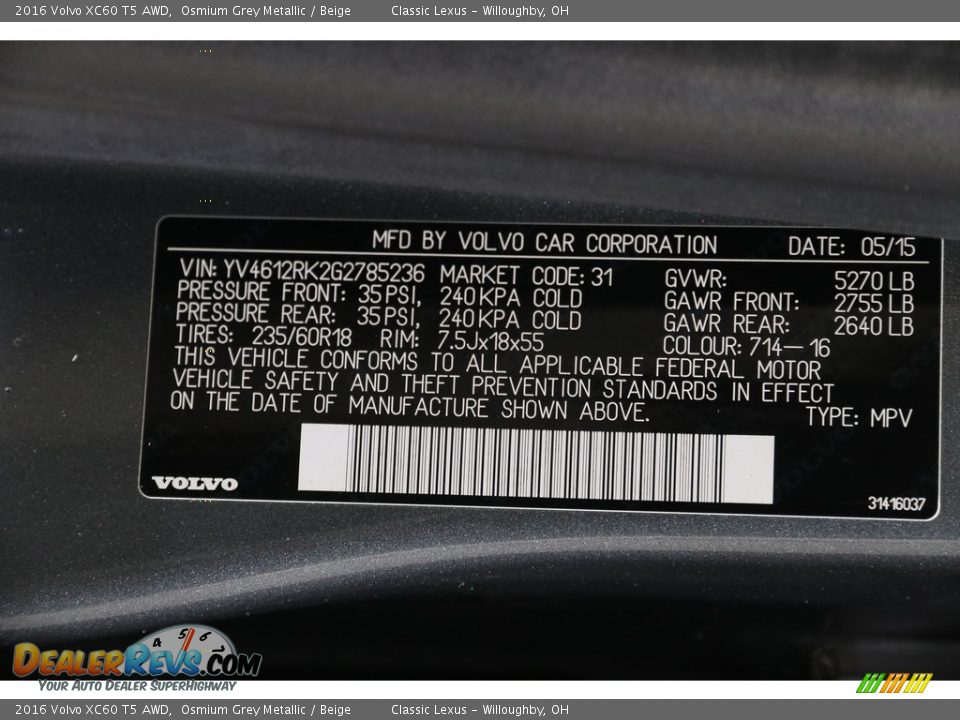 2016 Volvo XC60 T5 AWD, Osmium Grey Metallic / Beige Classic Lexus - Willoughby, OH
MFD BY VOLVO CAR CORPORATION DATE: 05/15
VIN: YV4612RK2G2785236 MARKET CODE: 31 GVWR: 5270 LB
PRESSURE FRONT: 35 PSI, 240 KPA COLD GAWR FRONT: 2755 LB
PRESSURE REAR: 35 PSI, 240 KPA COLD GAWR REAR: 2640 LB
TIRES: 235/60R18 RIM: 7.5Jx18x55 COLOUR: 714-16
THIS VEHICLE CONFORMS TO ALL APPLICABLE FEDERAL MOTOR
VEHICLE SAFETY AND THEFT PREVENTION STANDARDS IN EFFECT
ON THE DATE OF MANUFACTURE SHOWN ABOVE. TYPE: MPV
VOLVO
31416037
4 5 6
DEALERREVS.COM
YOUR AUTO DEALER SUPERHIGHWAY
2016 Volvo XC60 T5 AWD, Osmium Grey Metallic / Beige Classic Lexus - Willoughby, OH